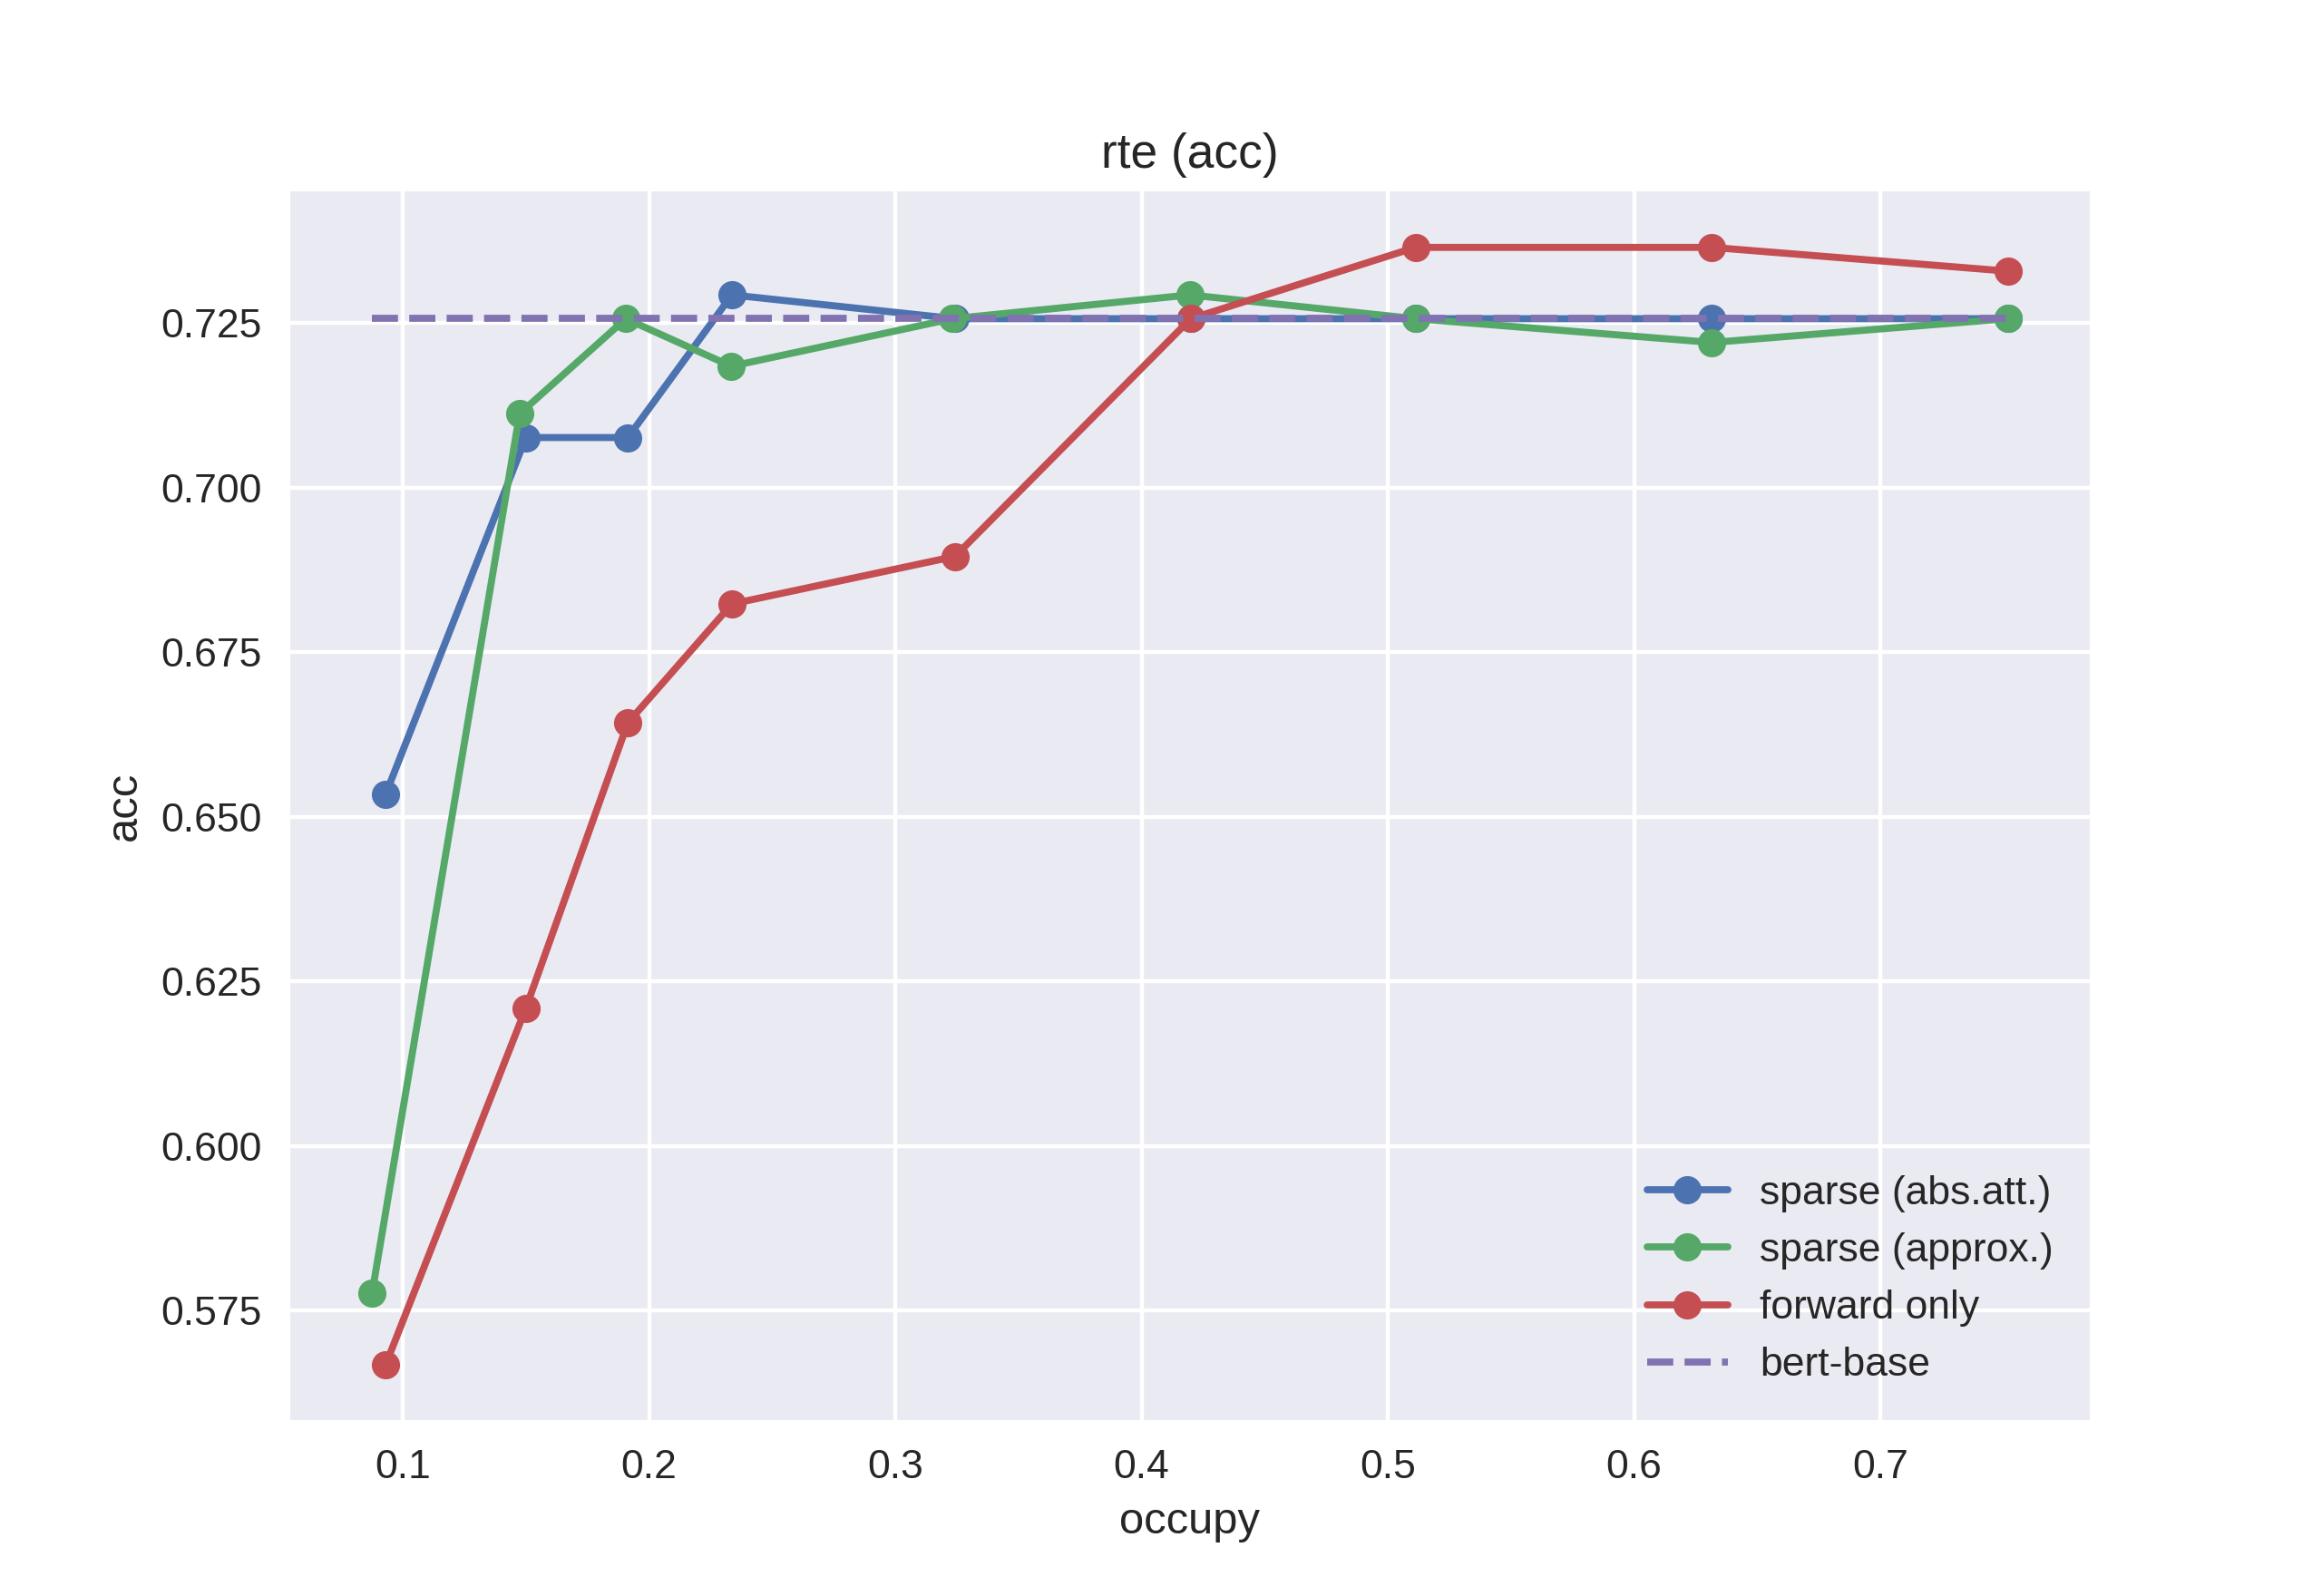 rte (acc)
0.725
0.700
0.675
0.650
0.625
0.600
0.575
acc
sparse (abs.att.)
sparse (approx.)
forward only
bert-base
0.1 0.2 0.3 0.4 0.5 0.6 0.7
occupy